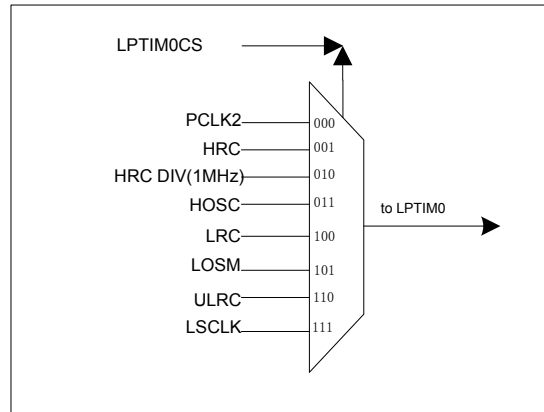 LPTIM0CS
PCLK2 000
HRC 001
HRC DIV(1MHz) 010
HOSC 011
to LPTIM0
LRC 100
LOSM 101
ULRC 110
LSCLK 111